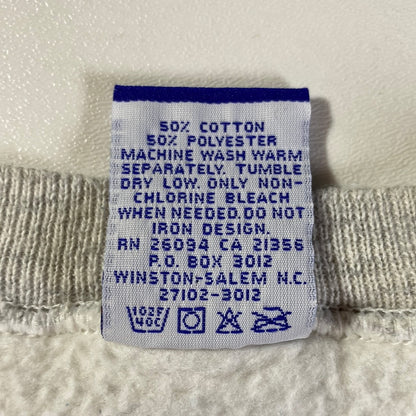 50% COTTON
50% POLYESTER
MACHINE WASH WARM
SEPARATELY. TUMBLE
DRY LOW. ONLY NON-
CHLORINE BLEACH
WHEN NEEDED. DO NOT
IRON DESIGN.
RN 26094 CA 21356
P.O. BOX 3012
WINSTON-SALEM N.C.
27102-3012
102F
40C